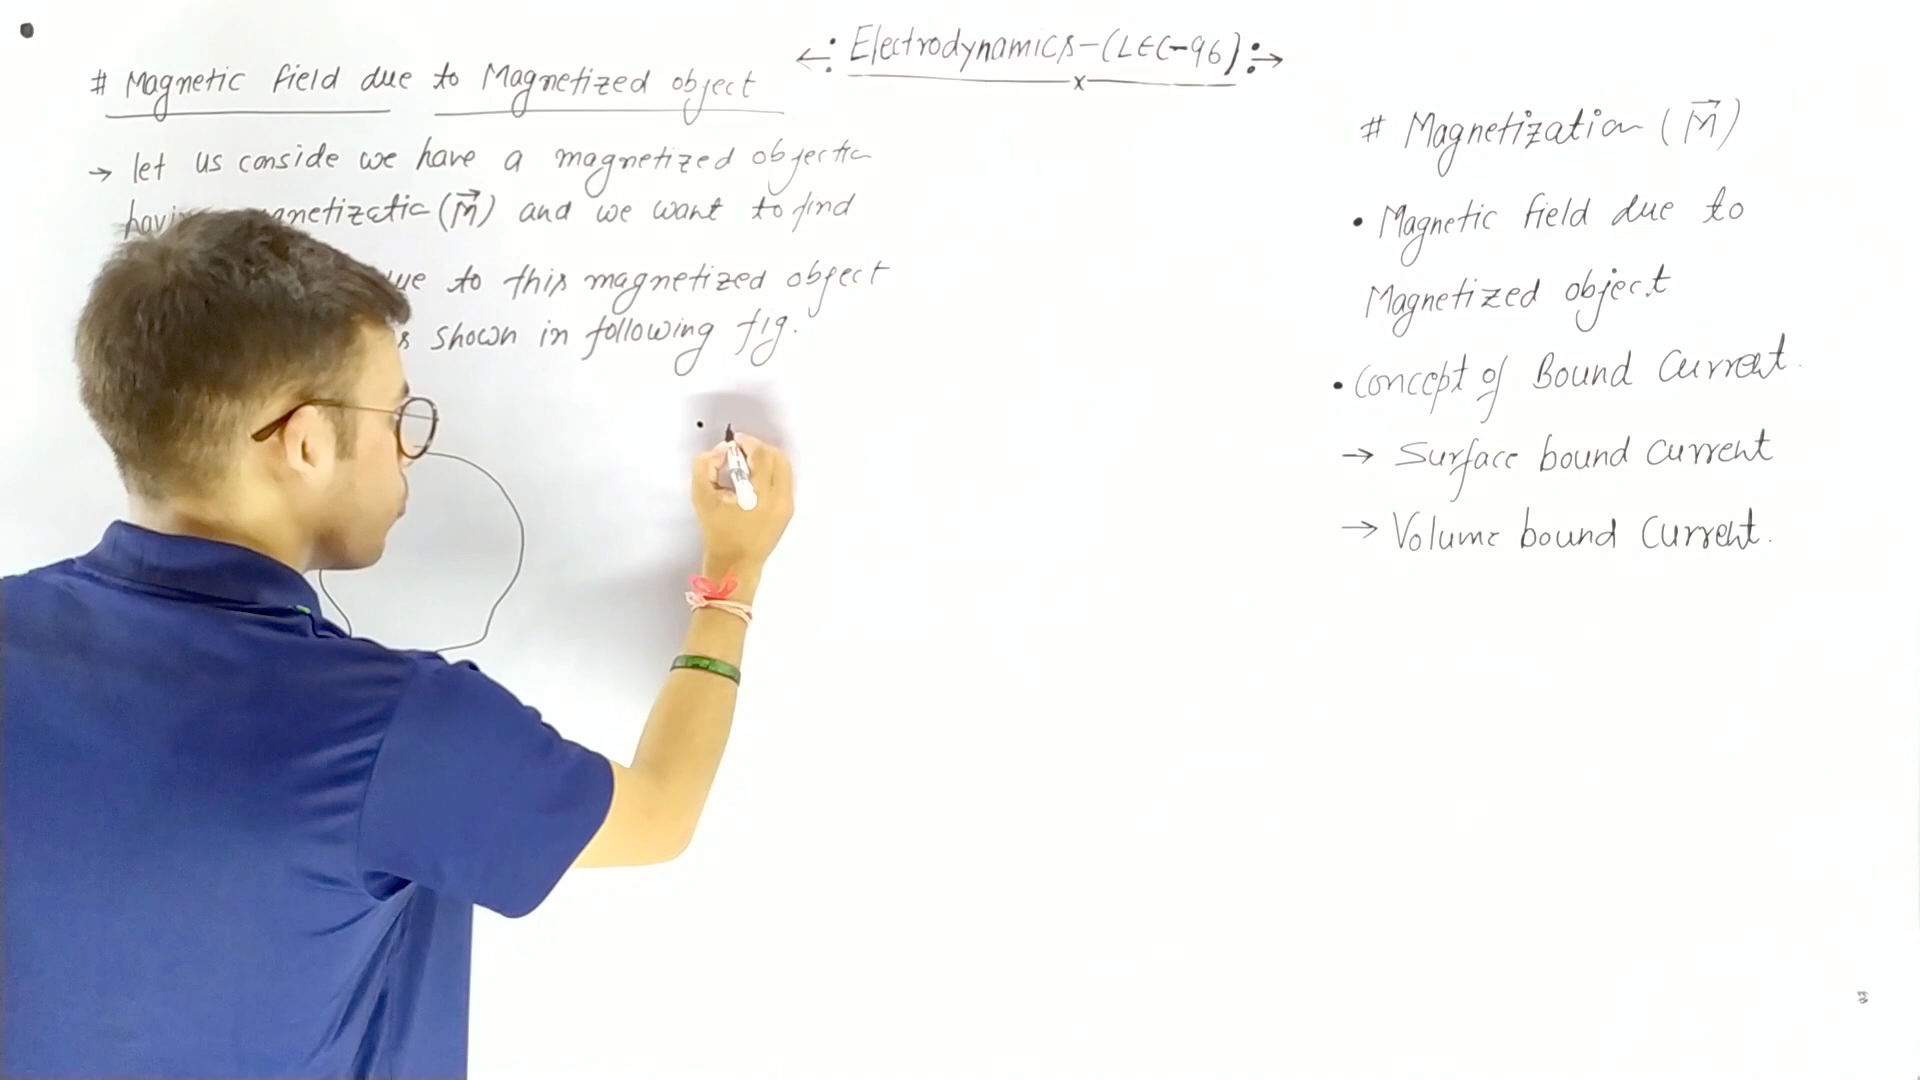 Electrodynamics-(LEC-96)
# Magnetic field due to Magnetized object
→ let us conside we have a magnetized
(M⃗) and we want to find
to this magnetized object
shown in following fig.
# Magnetization (M⃗)
• Magnetic field due to
Magnetized object
• Concept of Bound Current.
→ Surface bound current
→ Volume bound current.